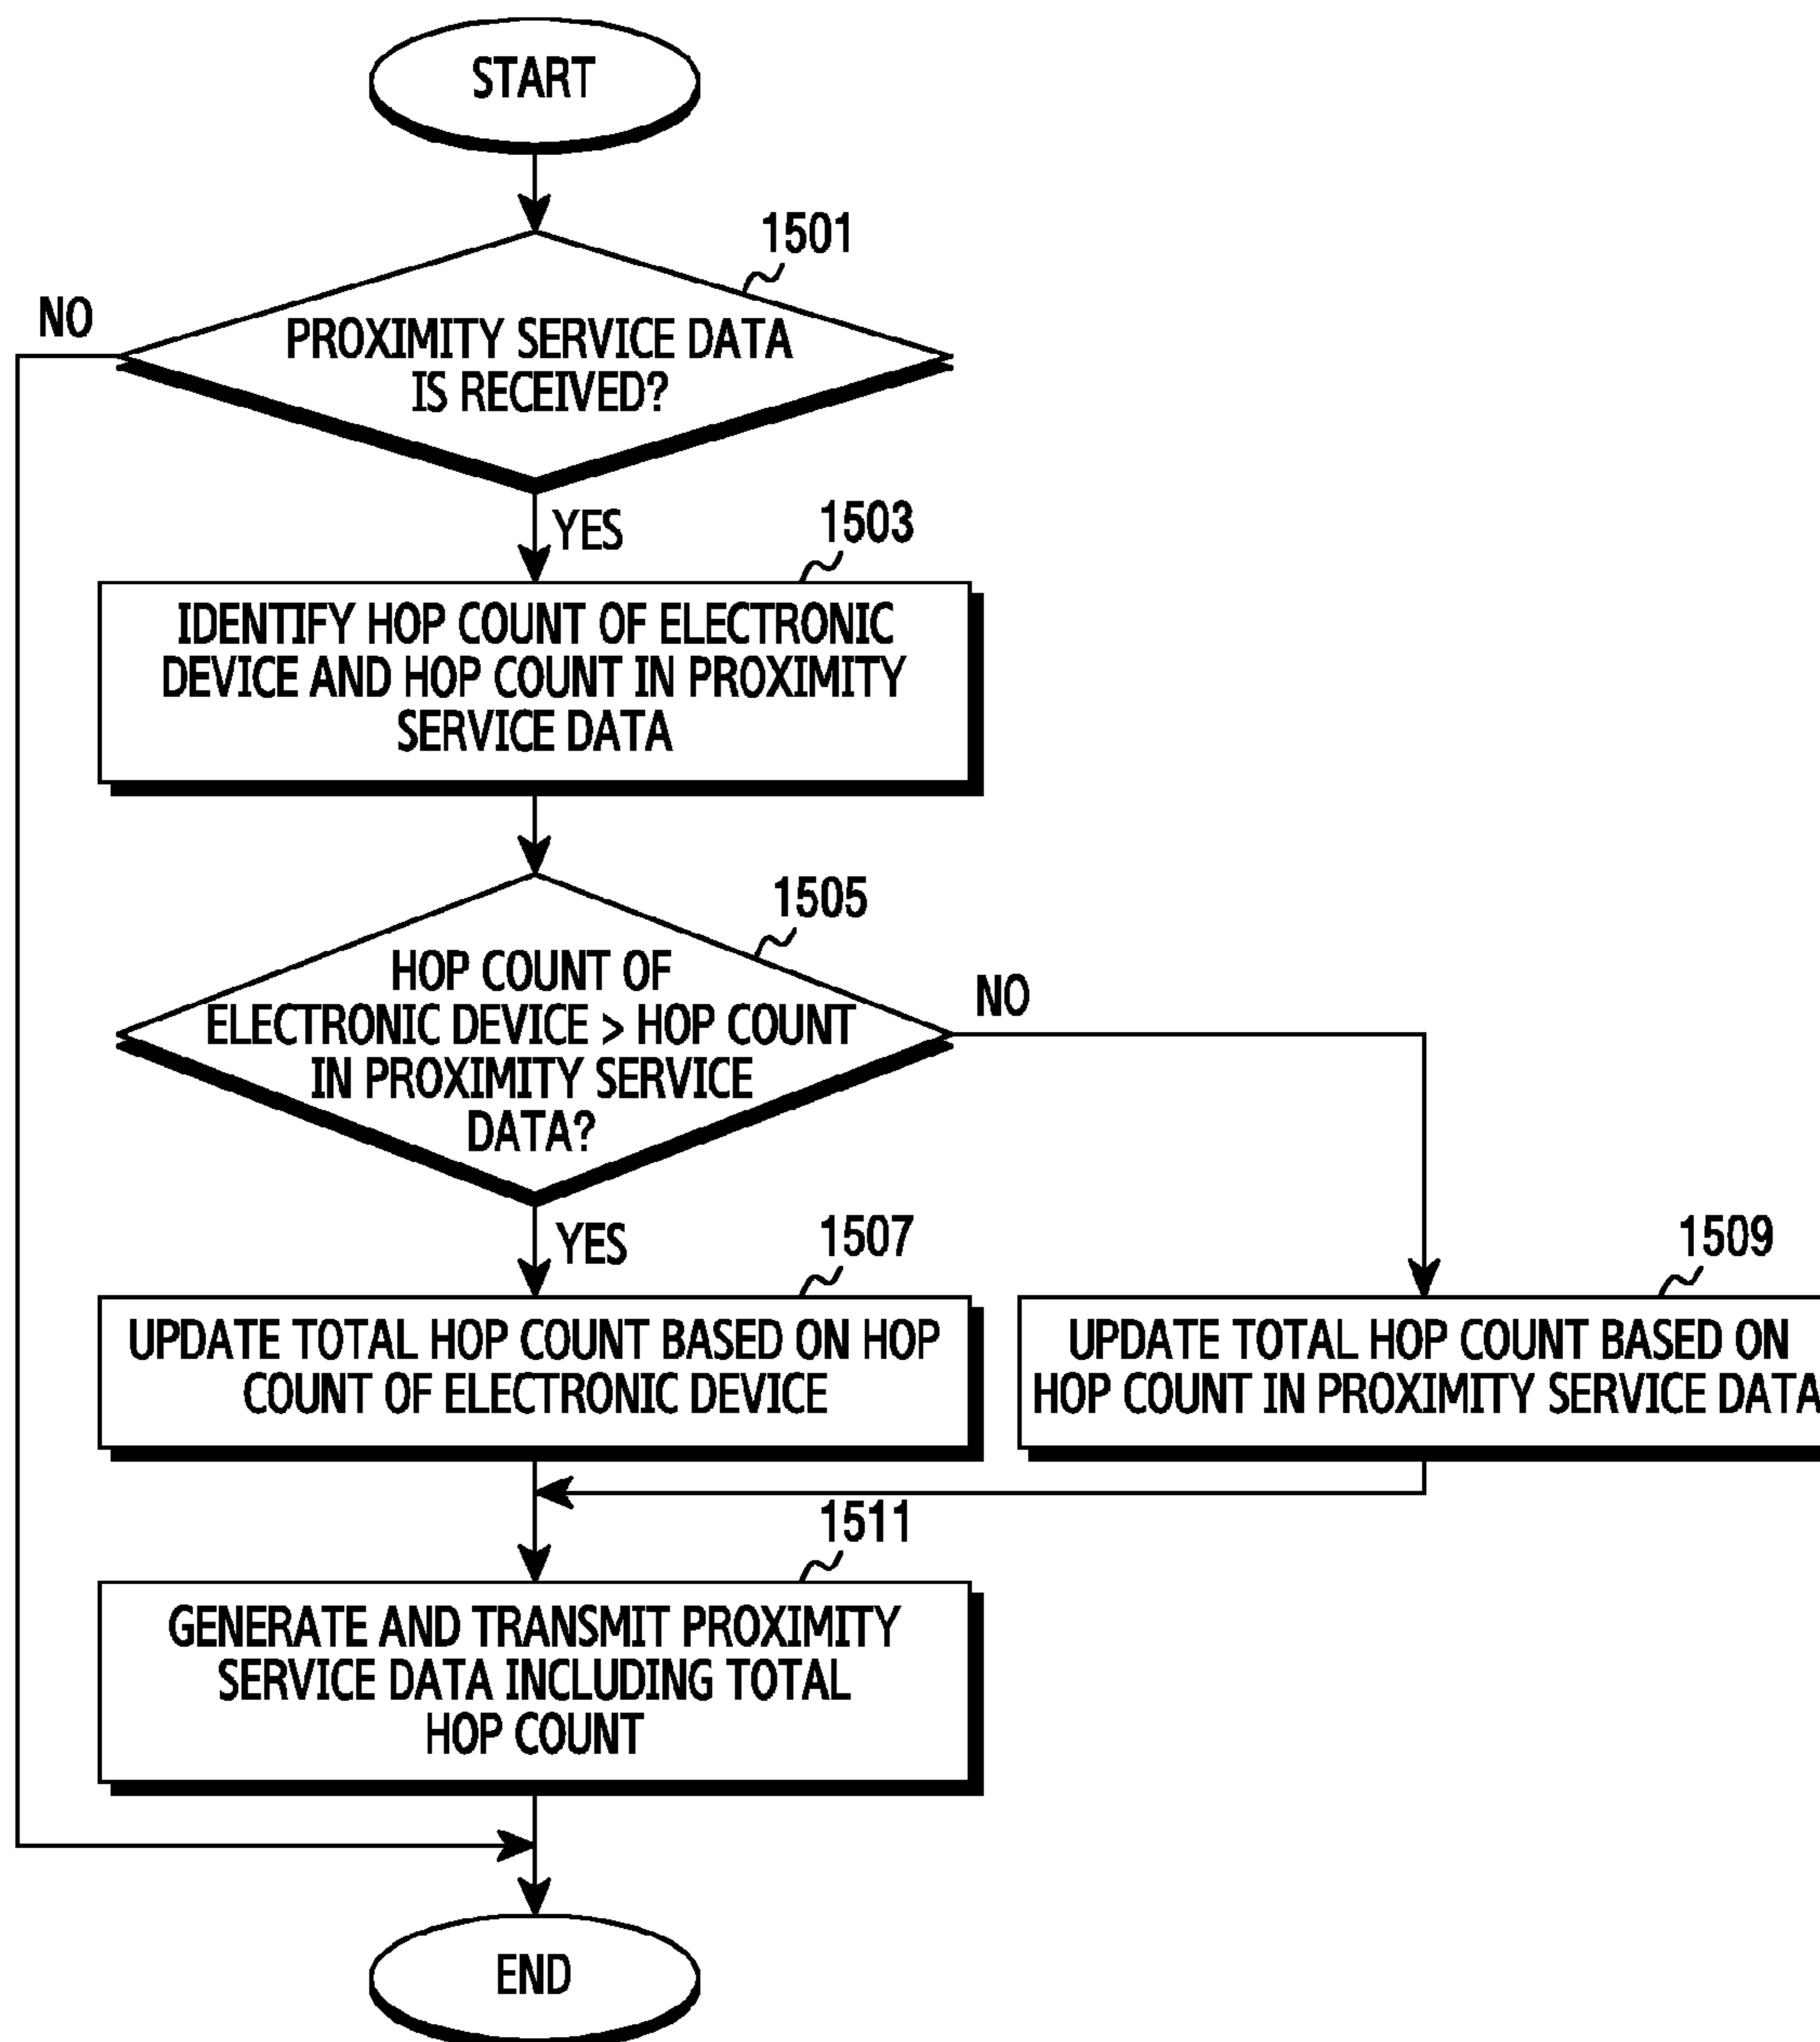 START
1501
NO
PROXIMITY SERVICE DATA
IS RECEIVED?
YES
1503
IDENTIFY HOP COUNT OF ELECTRONIC
DEVICE AND HOP COUNT IN PROXIMITY
SERVICE DATA
1505
HOP COUNT OF
ELECTRONIC DEVICE > HOP COUNT
IN PROXIMITY SERVICE
DATA?
NO
YES
1507
UPDATE TOTAL HOP COUNT BASED ON HOP
COUNT OF ELECTRONIC DEVICE
1509
UPDATE TOTAL HOP COUNT BASED ON
HOP COUNT IN PROXIMITY SERVICE DATA
1511
GENERATE AND TRANSMIT PROXIMITY
SERVICE DATA INCLUDING TOTAL
HOP COUNT
END